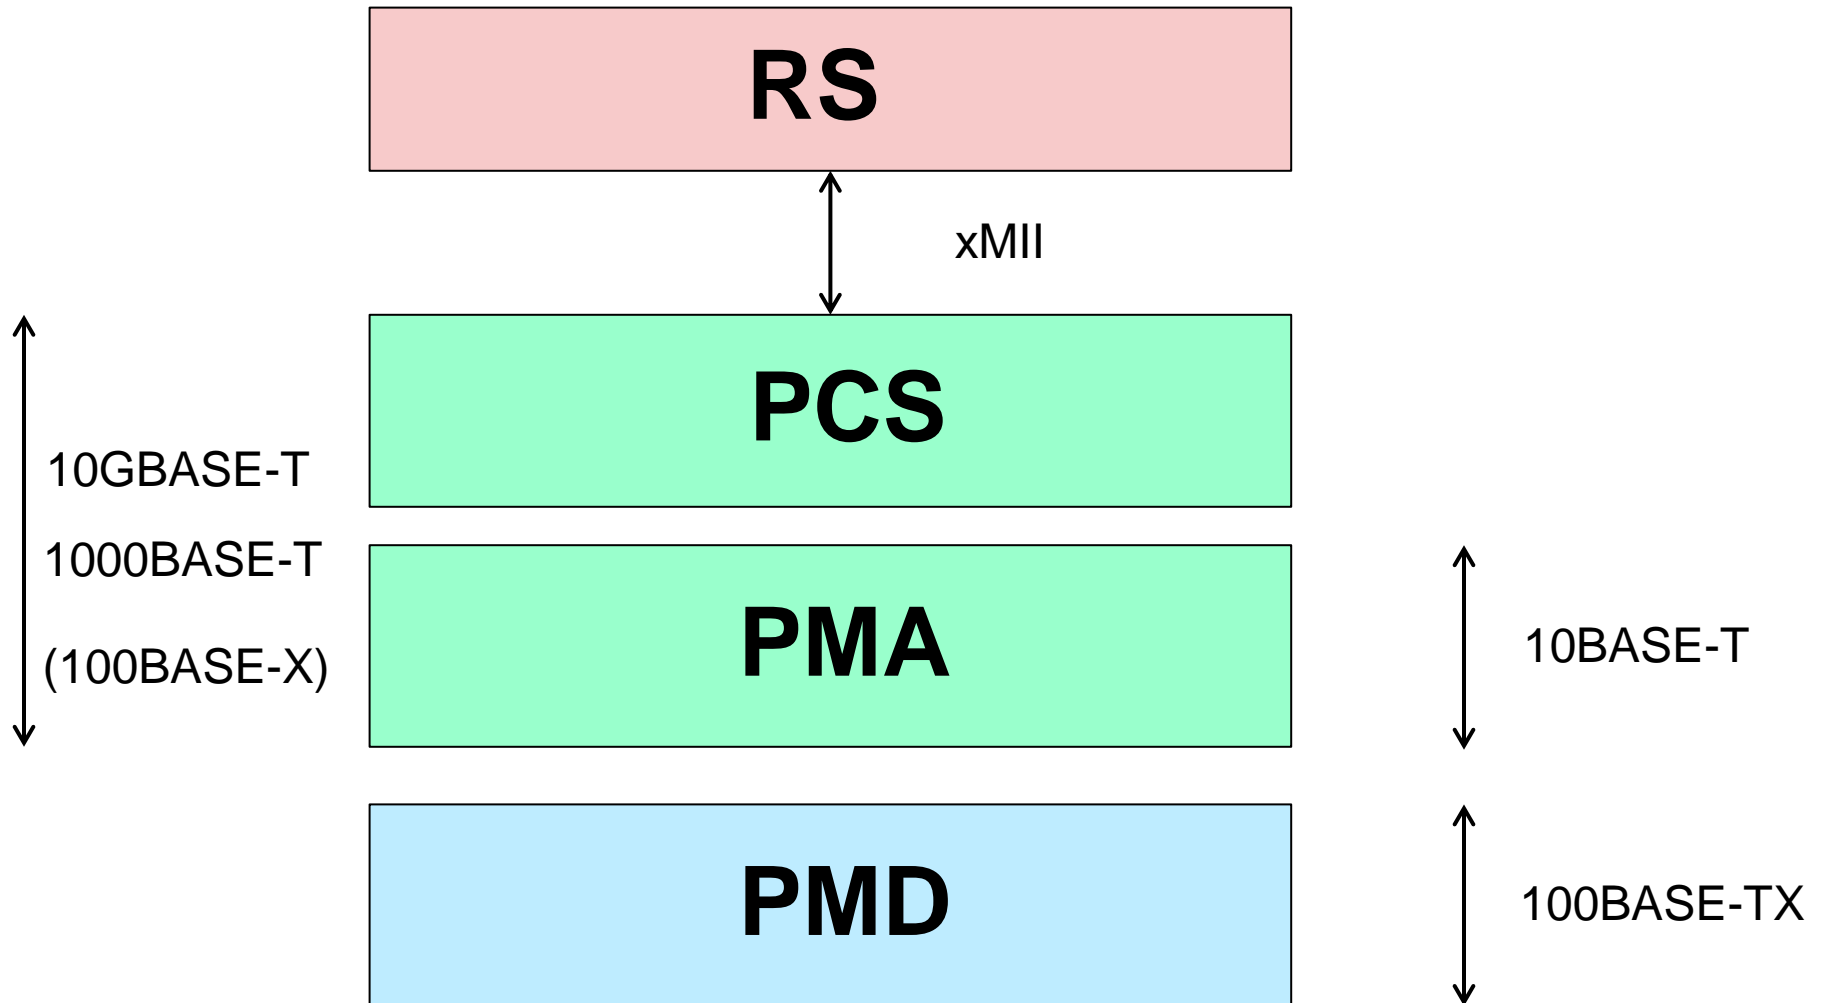 RS
xMII
PCS
10GBASE-T
1000BASE-T
(100BASE-X)
PMA
10BASE-T
PMD
100BASE-TX